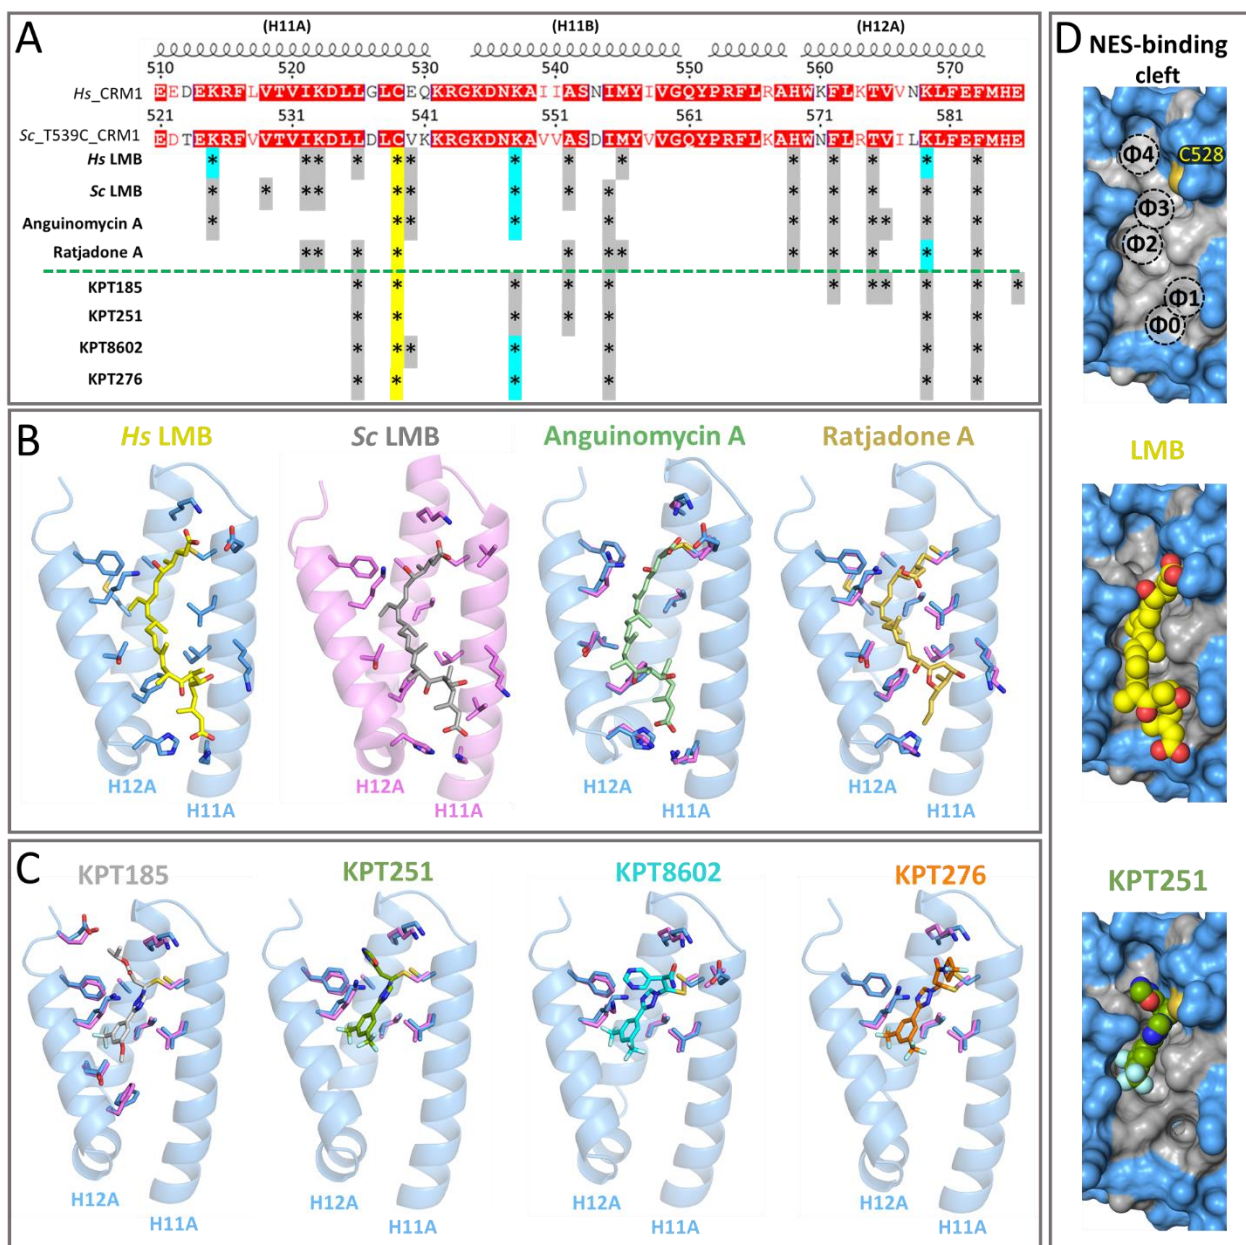 A
(H11A) (H11B) (H12A)
510 520 530 540 550 560 570
Hs_CRM1 EEDEKRFLVTVIKDLLGLCEQKRGKDNKAIIASNIMYIVGQYPRFLRAHWKFLKTVVNKLFEFMHE
521 531 541 551 561 571 581
Sc_T539C_CRM1 EDTEKRFVVTVIKDLLDLCVKKRGKDNKAVVASDIMYVVGQYPRFLKAHWNFLRTVILKLFEFMHE
Hs LMB * * * * * * * * * * * * * *
Sc LMB * * * * * * * * * * * * * *
Anguinomycin A * * * * * * * * * * *
Ratjadone A * * * * * * * * * * * *
KPT185 * * * * * * * * * *
KPT251 * * * * * * *
KPT8602 * * * * * * *
KPT276 * * * * * *
B
Hs LMB Sc LMB Anguinomycin A Ratjadone A
H12A H12A H12A H12A
H11A H11A H11A H11A
C
KPT185 KPT251 KPT8602 KPT276
H12A H12A H12A H12A
H11A H11A H11A H11A
D
NES-binding
cleft
Φ4 C528
Φ3
Φ2
Φ1
Φ0
LMB
KPT251